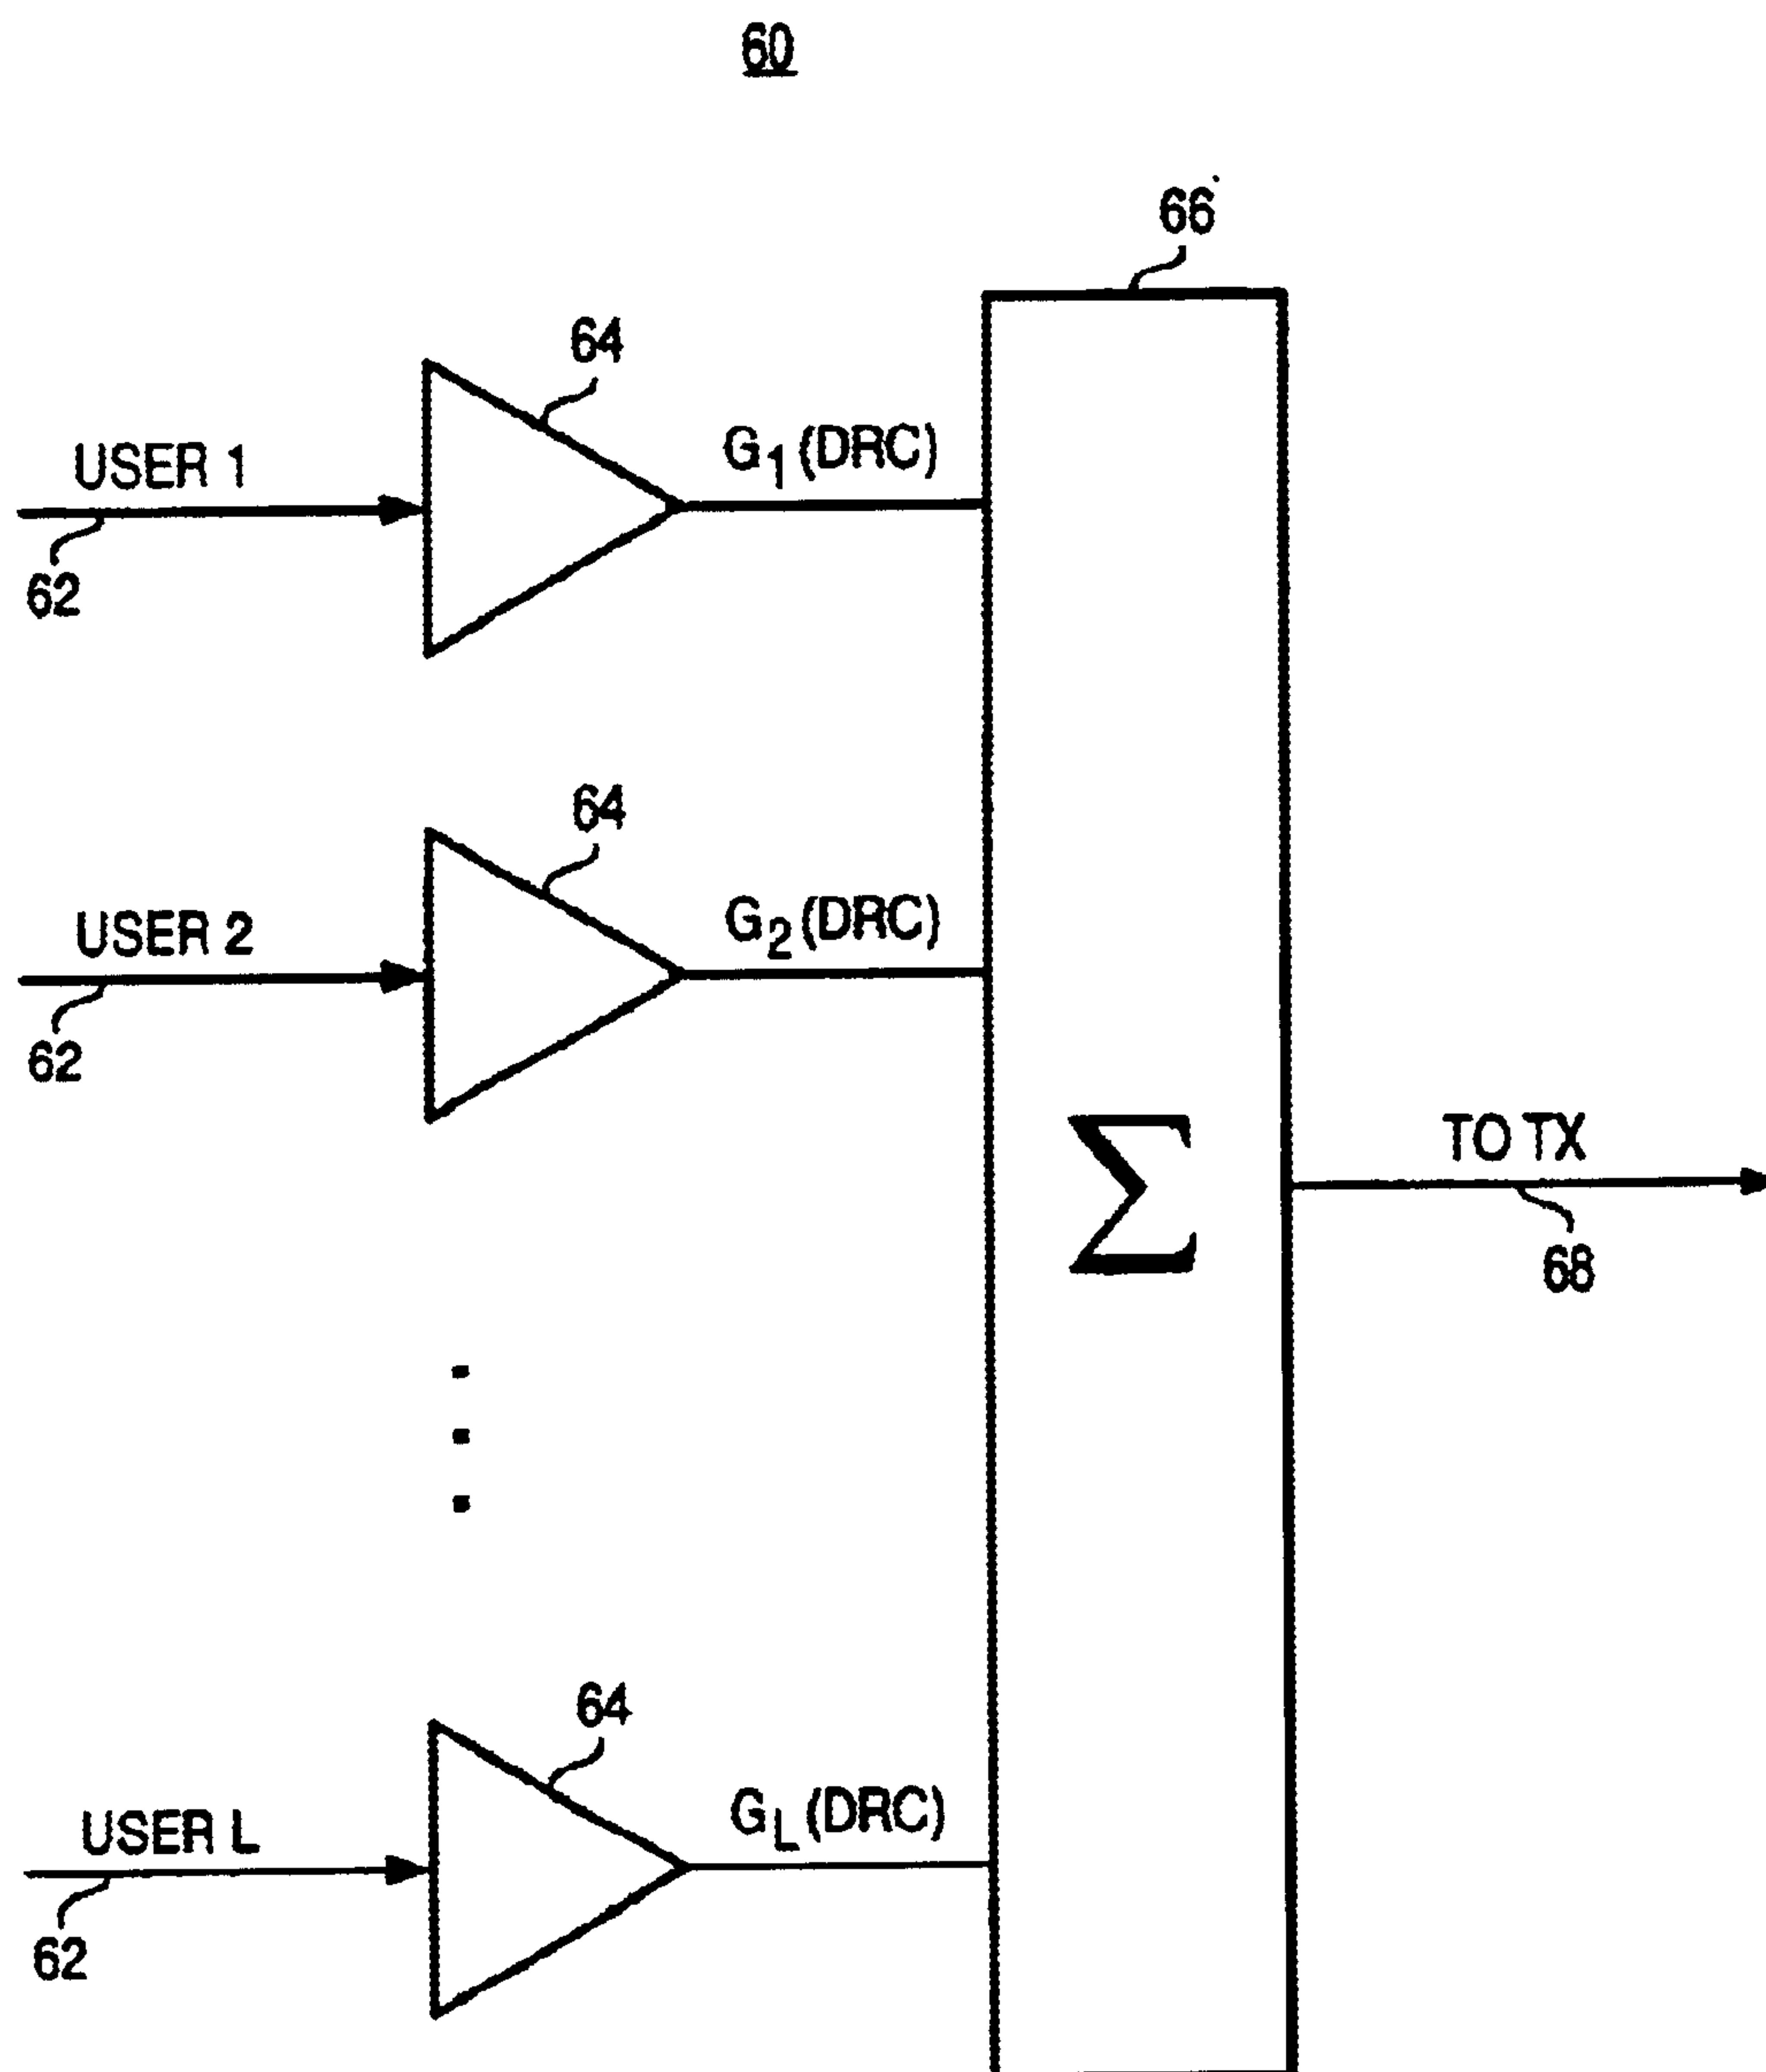 60
66
64
USER 1
G1(DRC)
62
64
USER 2
G2(DRC)
62
Σ
TO TX
68
64
USER L
GL(DRC)
62